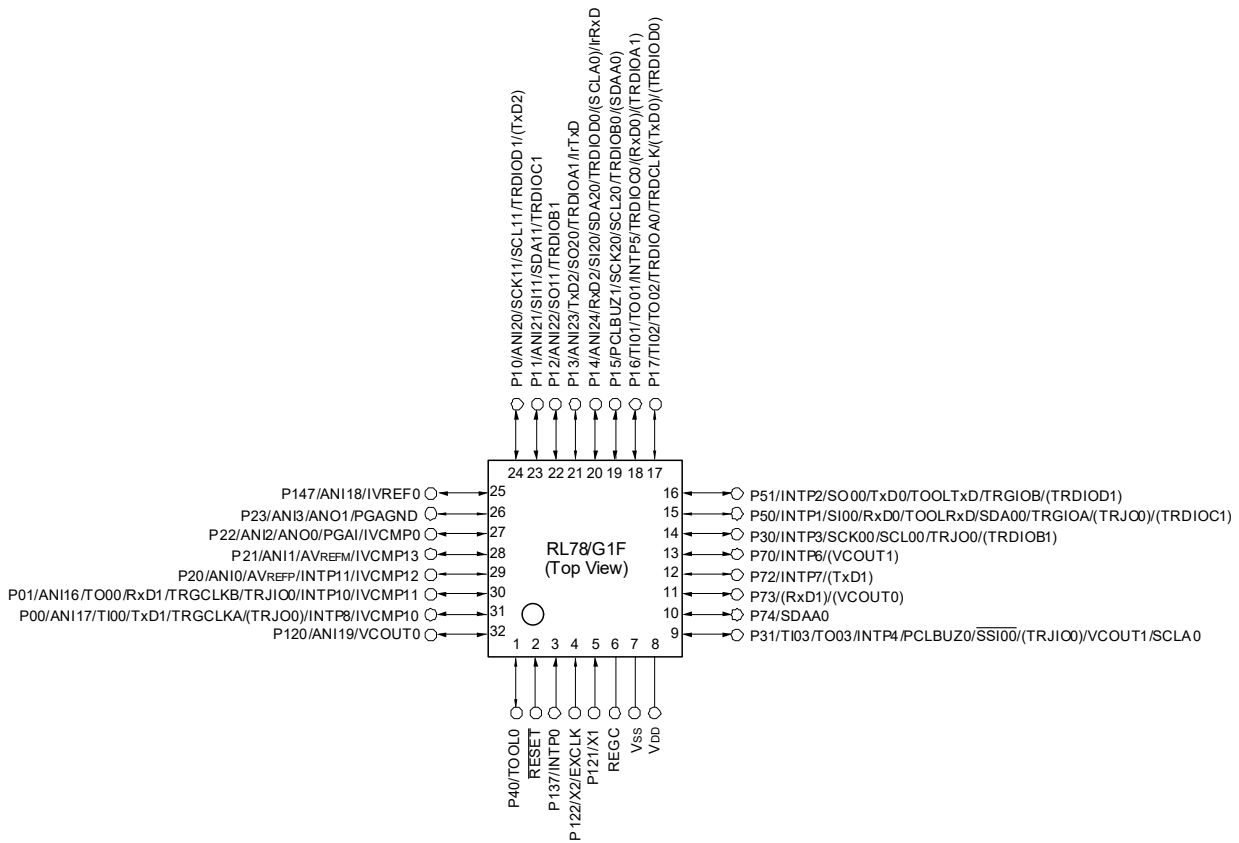 P10/ANI20/SCK11/SCL11/TRDIOD1/(TxD2)
P11/ANI21/SI11/SDA11/TRDIOC1
P12/ANI22/SO11/TRDIOB1
P13/ANI23/TxD2/SO20/TRDIOA1/IrTxD
P14/ANI24/RxD2/SI20/SDA20/TRDIOD0/(SCLA0)/IrRxD
P15/PCLBUZ1/SCK20/SCL20/TRDIOB0/(SDAA0)
P16/TI01/TO01/INTP5/TRDIOC0/(RxD0)/(TRDIOA1)
P17/TI02/TO02/TRDIOA0/TRDCLK/(TxD0)/(TRDIOD0)
24 23 22 21 20 19 18 17
P147/ANI18/IVREF0 25
P23/ANI3/ANO1/PGAGND 26
P22/ANI2/ANO0/PGAI/IVCMP0 27
P21/ANI1/AVREFM/IVCMP13 28
P20/ANI0/AVREFP/INTP11/IVCMP12 29
P01/ANI16/TO00/RxD1/TRGCLKB/TRJIO0/INTP10/IVCMP11 30
P00/ANI17/TI00/TxD1/TRGCLKA/(TRJO0)/INTP8/IVCMP10 31
P120/ANI19/VCOUT0 32
RL78/G1F
(Top View)
16 P51/INTP2/SO00/TxD0/TOOLTxD/TRGIOB/(TRDIOD1)
15 P50/INTP1/SI00/RxD0/TOOLRxD/SDA00/TRGIOA/(TRJO0)/(TRDIOC1)
14 P30/INTP3/SCK00/SCL00/TRJO0/(TRDIOB1)
13 P70/INTP6/(VCOUT1)
12 P72/INTP7/(TxD1)
11 P73/(RxD1)/(VCOUT0)
10 P74/SDAA0
9 P31/TI03/TO03/INTP4/PCLBUZ0/SSI00/(TRJIO0)/VCOUT1/SCLA0
1 2 3 4 5 6 7 8
P40/TOOL0
RESET
P137/INTP0
P122/X2/EXCLK
P121/X1
REGC
VSS
VDD